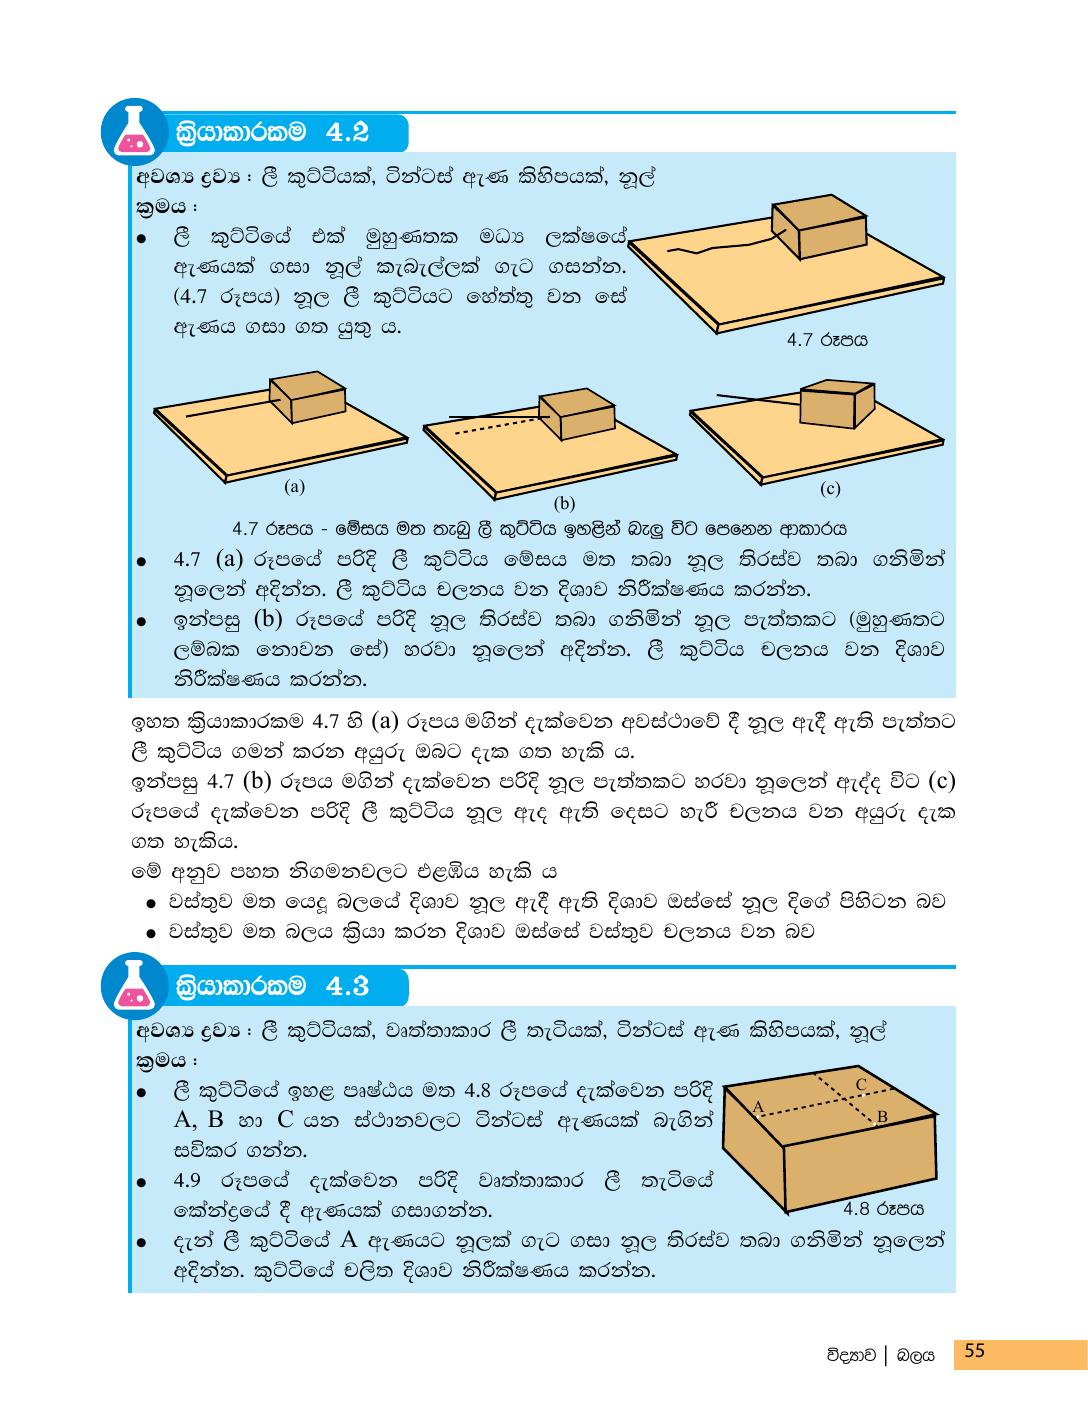 ක්‍රියාකාරකම 4.2
අවශ්‍ය ද්‍රව්‍ය : ලී කුට්ටියක්, ටින්ටස් ඇණ කිහිපයක්, නූල්
ක්‍රමය :
● ලී කුට්ටියේ එක් මුහුණතක මධ්‍ය ලක්ෂයේ
ඇණයක් ගසා නූල් කැබැල්ලක් ගැට ගසන්න.
(4.7 රූපය) නූල ලී කුට්ටියට හේත්තු වන සේ
ඇණය ගසා ගත යුතු ය.
4.7 රූපය
(a)
(b)
(c)
4.7 රූපය - මේසය මත තැබු ලී කුට්ටිය ඉහළින් බැලූ විට පෙනෙන ආකාරය
● 4.7 (a) රූපයේ පරිදි ලී කුට්ටිය මේසය මත තබා නූල තිරස්ව තබා ගනිමින්
නූලෙන් අදින්න. ලී කුට්ටිය චලනය වන දිශාව නිරීක්ෂණය කරන්න.
● ඉන්පසු (b) රූපයේ පරිදි නූල තිරස්ව තබා ගනිමින් නූල පැත්තකට (මුහුණතට
ලම්බක නොවන සේ) හරවා නූලෙන් අදින්න. ලී කුට්ටිය චලනය වන දිශාව
නිරීක්ෂණය කරන්න.
ඉහත ක්‍රියාකාරකම 4.7 හි (a) රූපය මගින් දැක්වෙන අවස්ථාවේ දී නූල ඇදී ඇති පැත්තට
ලී කුට්ටිය ගමන් කරන අයුරු ඔබට දැක ගත හැකි ය.
ඉන්පසු 4.7 (b) රූපය මගින් දැක්වෙන පරිදි නූල පැත්තකට හරවා නූලෙන් ඇද්ද විට (c)
රූපයේ දැක්වෙන පරිදි ලී කුට්ටිය නූල ඇද ඇති දෙසට හැරී චලනය වන අයුරු දැක
ගත හැකිය.
මේ අනුව පහත නිගමනවලට එළඹිය හැකි ය
● වස්තුව මත යෙදූ බලයේ දිශාව නූල ඇදී ඇති දිශාව ඔස්සේ නූල දිගේ පිහිටන බව
● වස්තුව මත බලය ක්‍රියා කරන දිශාව ඔස්සේ වස්තුව චලනය වන බව
ක්‍රියාකාරකම 4.3
අවශ්‍ය ද්‍රව්‍ය : ලී කුට්ටියක්, වෘත්තාකාර ලී තැටියක්, ටින්ටස් ඇණ කිහිපයක්, නූල්
ක්‍රමය :
● ලී කුට්ටියේ ඉහළ පෘෂ්ඨය මත 4.8 රූපයේ දැක්වෙන පරිදි
A, B හා C යන ස්ථානවලට ටින්ටස් ඇණයක් බැගින්
සවිකර ගන්න.
● 4.9 රූපයේ දැක්වෙන පරිදි වෘත්තාකාර ලී තැටියේ
කේන්ද්‍රයේ දී ඇණයක් ගසාගන්න.
A
C
B
4.8 රූපය
● දැන් ලී කුට්ටියේ A ඇණයට නූලක් ගැට ගසා නූල තිරස්ව තබා ගනිමින් නූලෙන්
අදින්න. කුට්ටියේ චලිත දිශාව නිරීක්ෂණය කරන්න.
විද්‍යාව | බලය 55